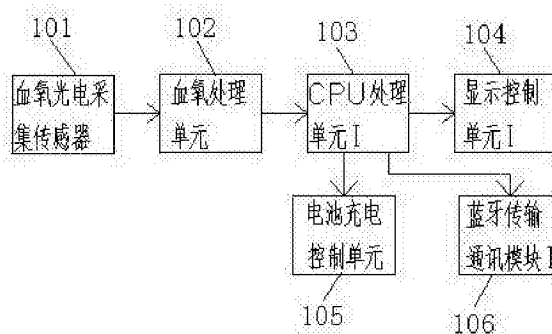 101
102
103
104
血氧光电采
集传感器
血氧处理
单元
CPU处理
单元I
显示控制
单元I
电池充电
控制单元
蓝牙传输
通讯模块I
105
106